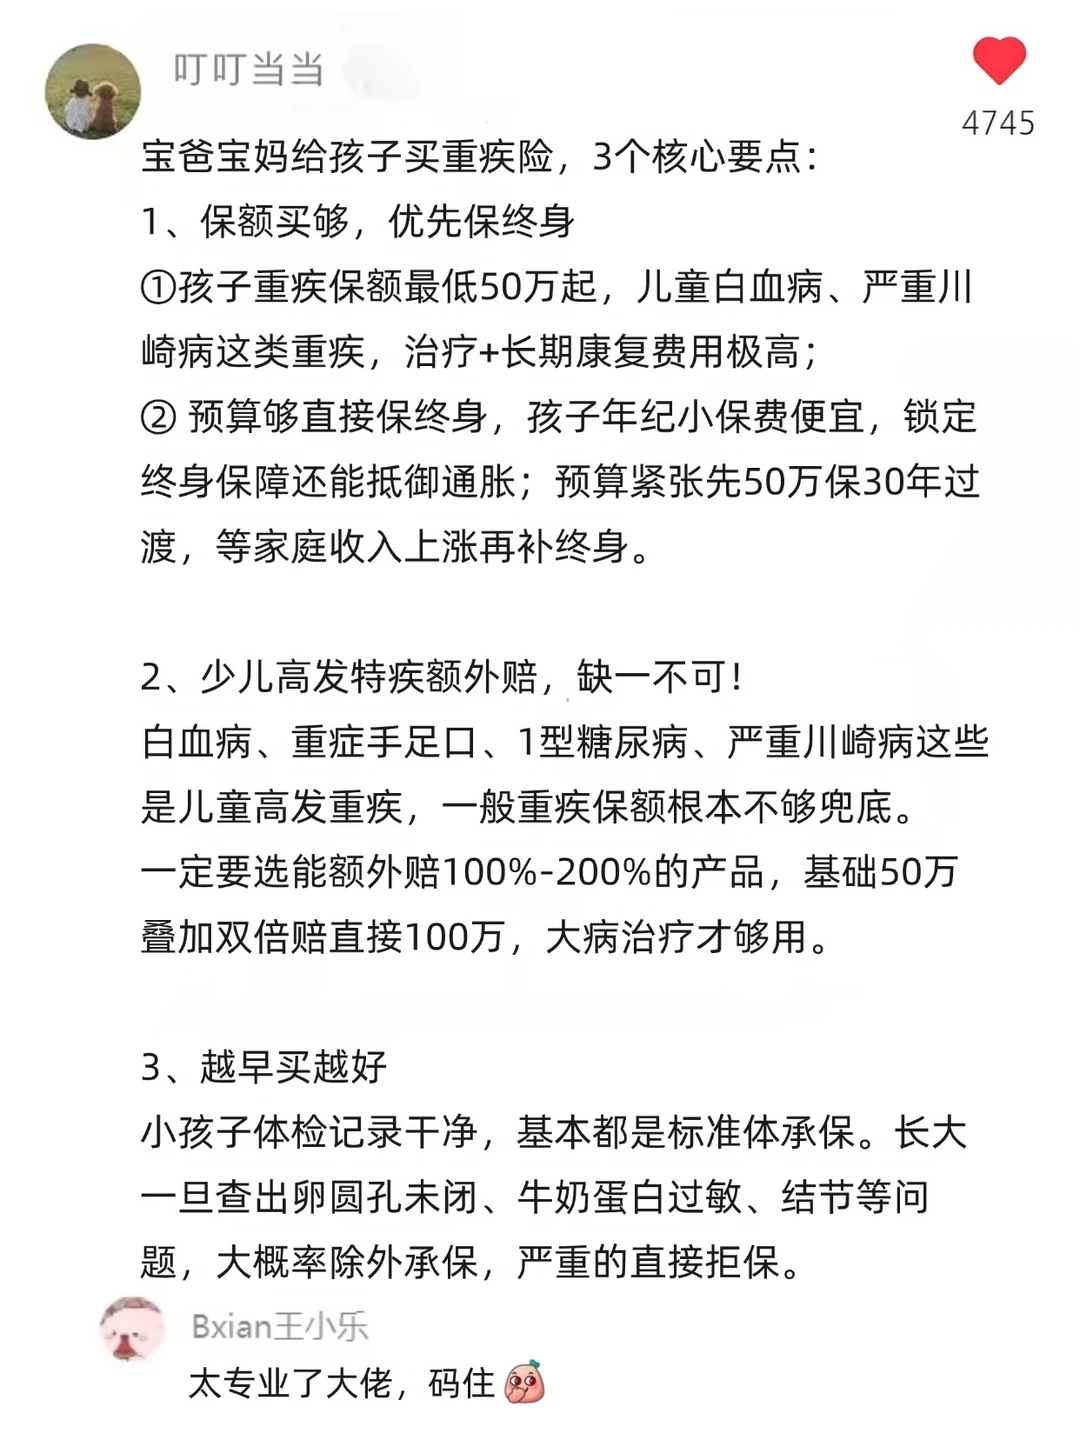 叮叮当当
4745
宝爸宝妈给孩子买重疾险，3个核心要点：
1、保额买够，优先保终身
①孩子重疾保额最低50万起，儿童白血病、严重川
崎病这类重疾，治疗+长期康复费用极高；
② 预算够直接保终身，孩子年纪小保费便宜，锁定
终身保障还能抵御通胀；预算紧张先50万保30年过
渡，等家庭收入上涨再补终身。
2、少儿高发特疾额外赔，缺一不可！
白血病、重症手足口、1型糖尿病、严重川崎病这些
是儿童高发重疾，一般重疾保额根本不够兜底。
一定要选能额外赔100%-200%的产品，基础50万
叠加双倍赔直接100万，大病治疗才够用。
3、越早买越好
小孩子体检记录干净，基本都是标准体承保。长大
一旦查出卵圆孔未闭、牛奶蛋白过敏、结节等问
题，大概率除外承保，严重的直接拒保。
Bxian王小乐
太专业了大佬，码住